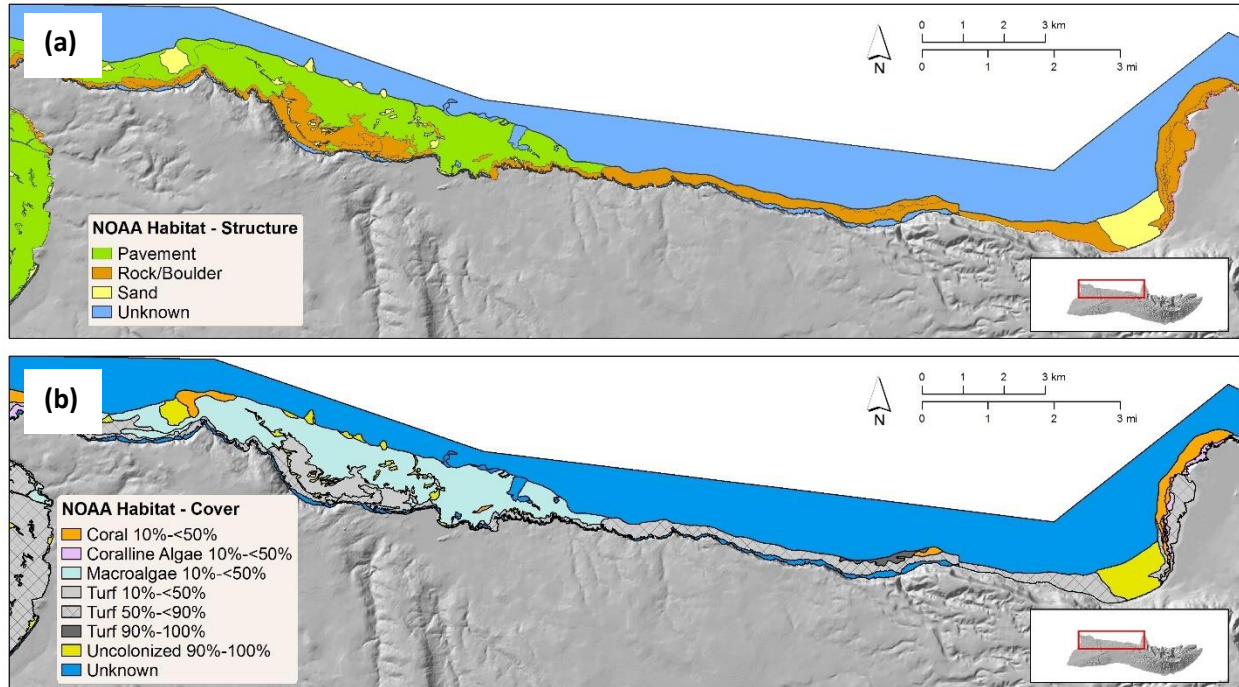 (a)
0 1 2 3 km
0 1 2 3 mi
N
NOAA Habitat - Structure
Pavement
Rock/Boulder
Sand
Unknown
(b)
0 1 2 3 km
0 1 2 3 mi
N
NOAA Habitat - Cover
Coral 10%-<50%
Coralline Algae 10%-<50%
Macroalgae 10%-<50%
Turf 10%-<50%
Turf 50%-<90%
Turf 90%-100%
Uncolonized 90%-100%
Unknown